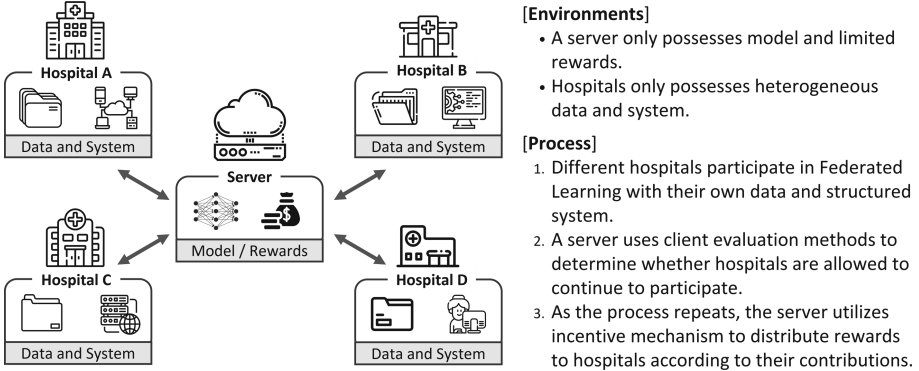 Hospital A
Data and System
Hospital B
Data and System
Server
$
Model / Rewards
Hospital C
Data and System
Hospital D
Data and System
[Environments]
• A server only possesses model and limited
rewards.
• Hospitals only possesses heterogeneous
data and system.
[Process]
1. Different hospitals participate in Federated
Learning with their own data and structured
system.
2. A server uses client evaluation methods to
determine whether hospitals are allowed to
continue to participate.
3. As the process repeats, the server utilizes
incentive mechanism to distribute rewards
to hospitals according to their contributions.